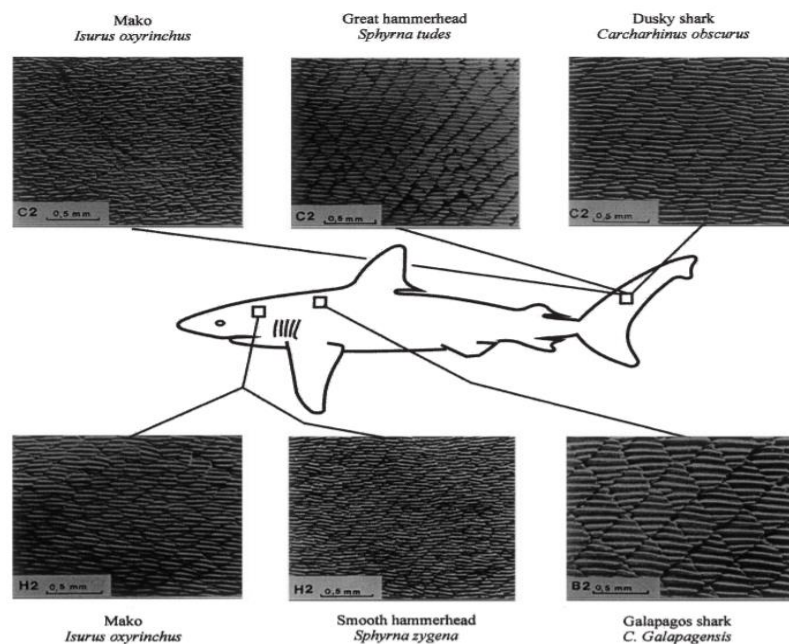 Mako
Isurus oxyrinchus
Great hammerhead
Sphyrna tudes
Dusky shark
Carcharhinus obscurus
C2 0,5 mm
C2 0,5 mm
C2 0,5 mm
H2 0,5 mm
H2 0,5 mm
B2 0,5 mm
Mako
Isurus oxyrinchus
Smooth hammerhead
Sphyrna zygena
Galapagos shark
C. Galapagensis